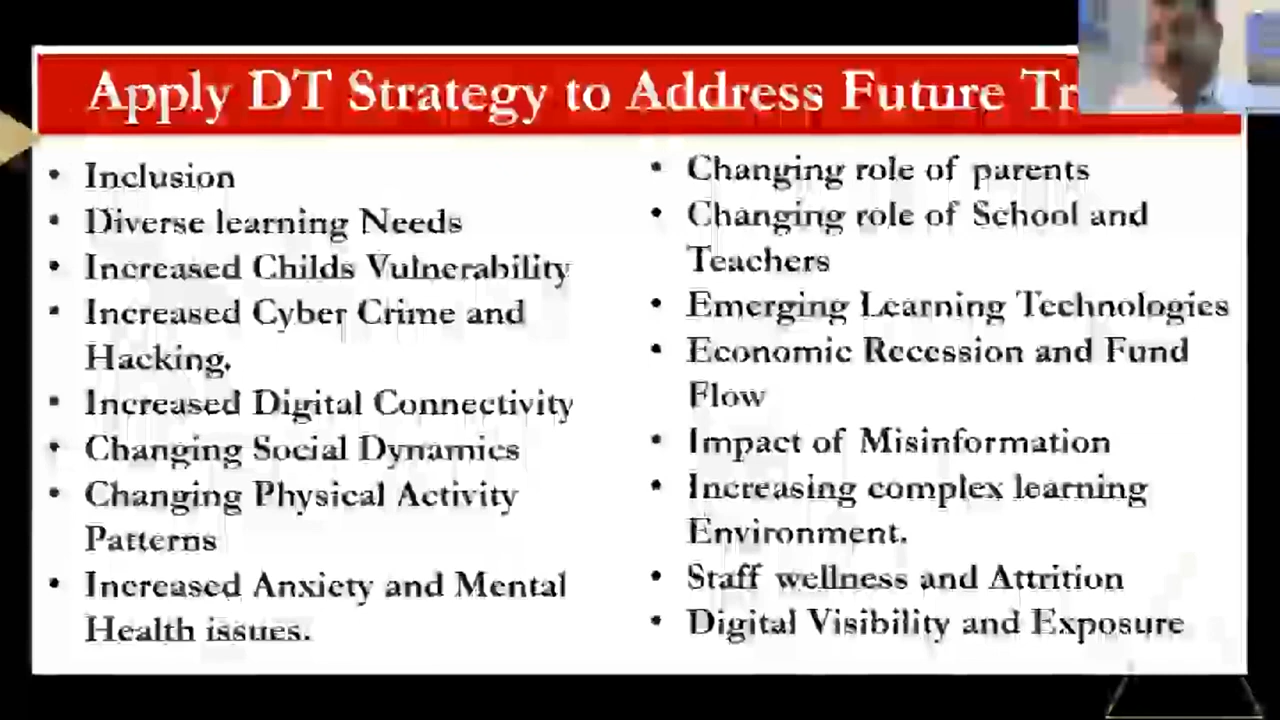 Apply DT Strategy to Address Future
• Inclusion
• Diverse learning Needs
• Increased Childs Vulnerability
• Increased Cyber Crime and
Hacking.
• Increased Digital Connectivity
• Changing Social Dynamics
• Changing Physical Activity
Patterns
• Increased Anxiety and Mental
Health issues.
• Changing role of parents
• Changing role of School and
Teachers
• Emerging Learning Technologies
• Economic Recession and Fund
Flow
• Impact of Misinformation
• Increasing complex learning
Environment.
• Staff wellness and Attrition
• Digital Visibility and Exposure